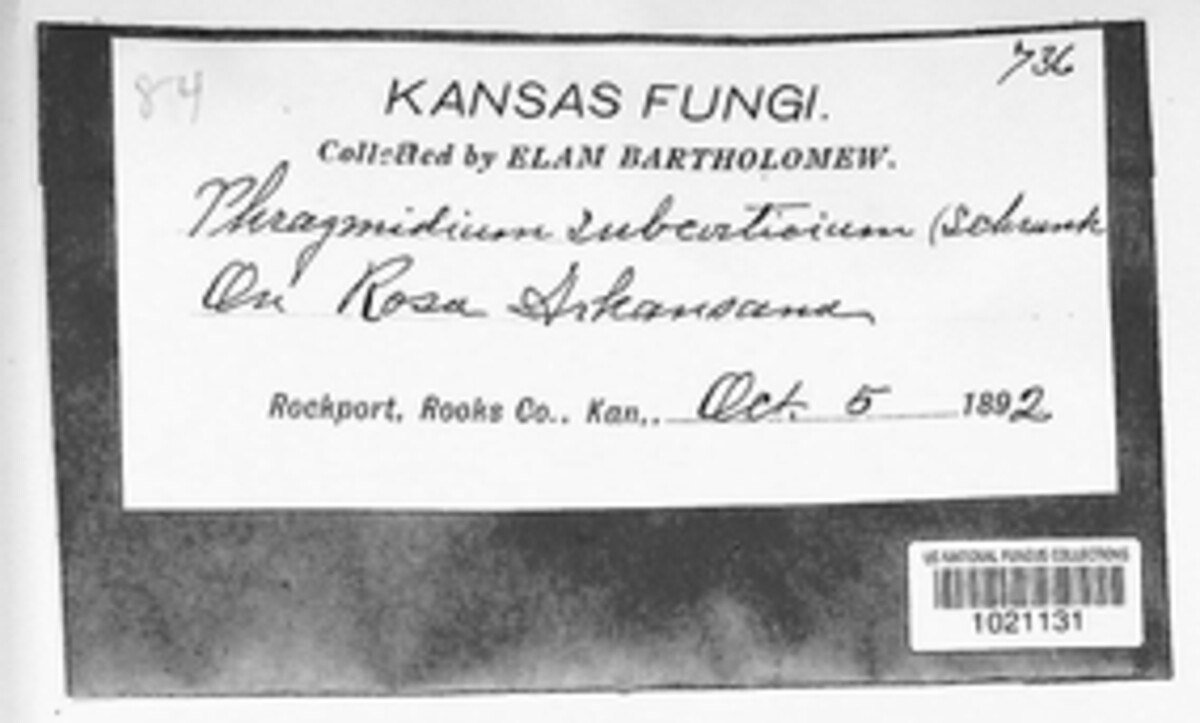 84
736
KANSAS FUNGI.
Collected by ELAM BARTHOLOMEW.
Phragmidium subcorticium (Schrank
On Rosa Arkansana
Rockport, Rooks Co., Kan., Oct. 5 1892
US NATIONAL FUNGUS COLLECTIONS
1021131